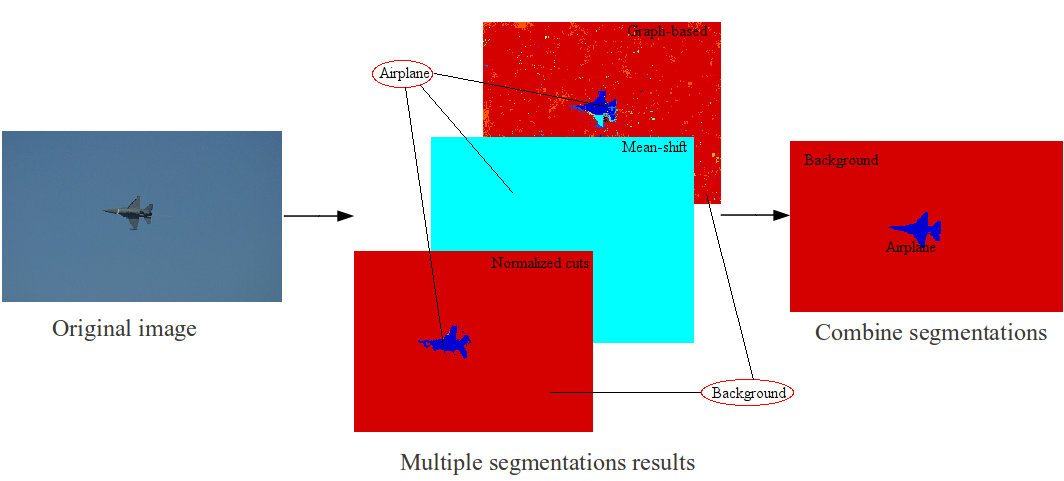 Graph-based
Airplane
Mean-shift
Background
Airplane
Normalized cuts
Original image
Combine segmentations
Background
Multiple segmentations results